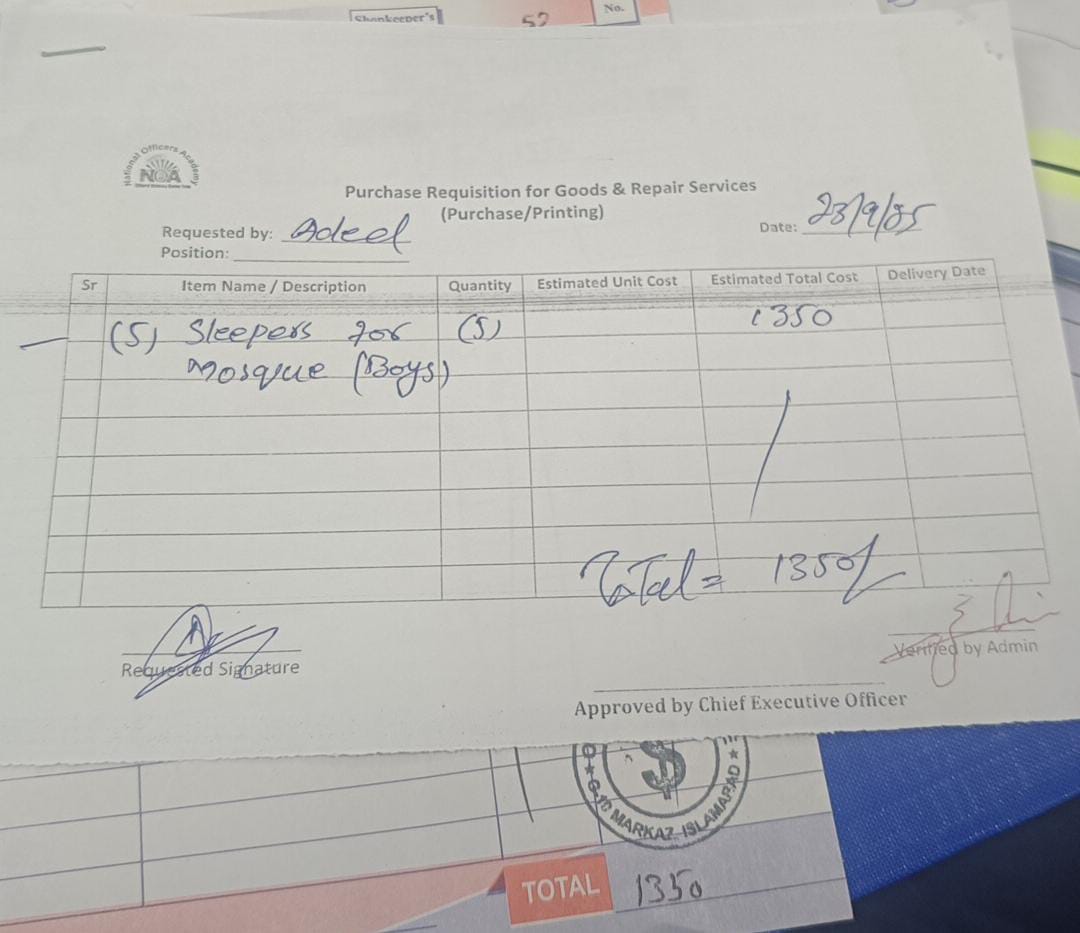 Shopkeeper's
52
No.
National Officers Academy
NOA
Purchase Requisition for Goods & Repair Services
(Purchase/Printing)
Requested by: Adeel
Date: 23/9/25
Position:
Sr Item Name / Description Quantity Estimated Unit Cost Estimated Total Cost Delivery Date
(5) Sleepers for (5) 1350
Mosque (Boys)
Total = 1350/
Requested Signature
Verified by Admin
Approved by Chief Executive Officer
G-10 MARKAZ ISLAMABAD
TOTAL 1350